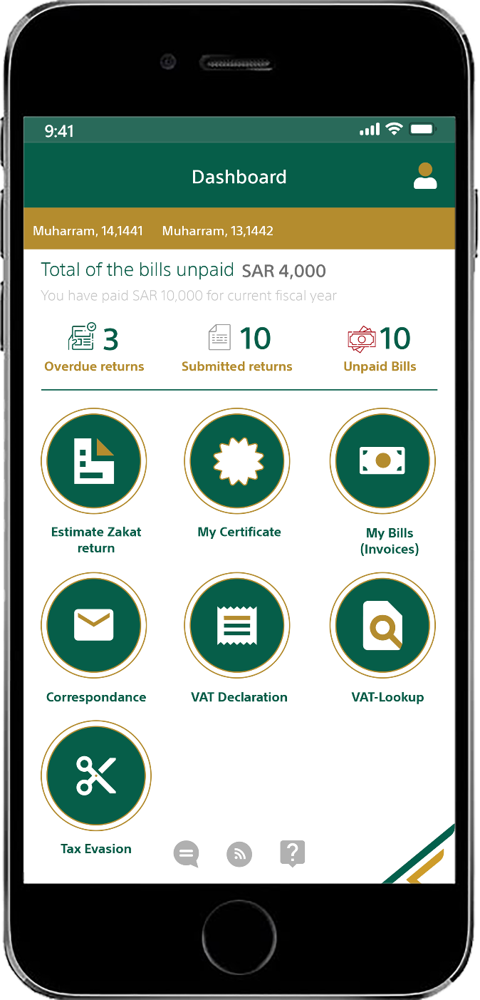 9:41
Dashboard
Muharram, 14,1441 Muharram, 13,1442
Total of the bills unpaid SAR 4,000
You have paid SAR 10,000 for current fiscal year
3 10 10
Overdue returns Submitted returns Unpaid Bills
Estimate Zakat
return
My Certificate
My Bills
(Invoices)
Correspondance VAT Declaration VAT-Lookup
Tax Evasion
?